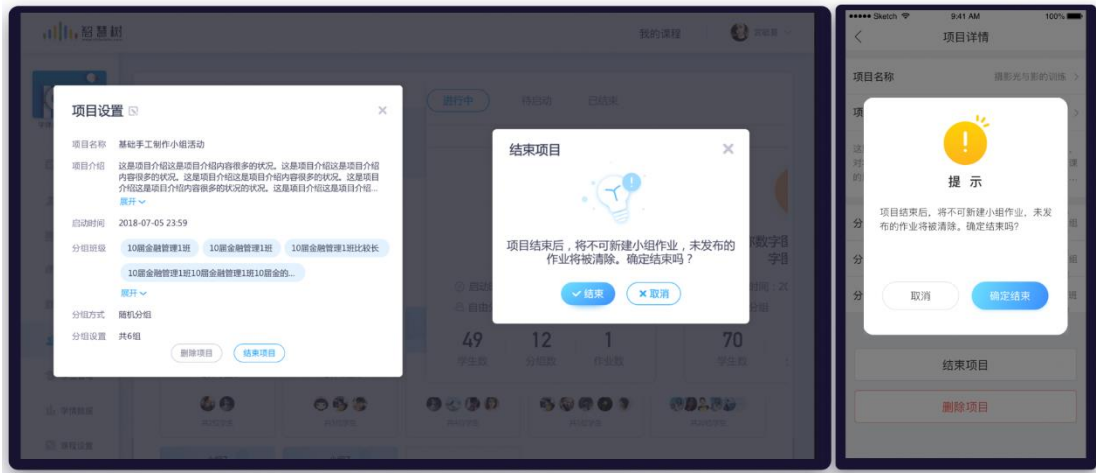 智慧树
我的课程
进行中 待启动 已结束
项目设置
项目名称 基础手工制作小组活动
项目介绍 这是项目介绍这是项目介绍内容很多的状况。这是项目介绍这是项目介绍
内容很多的状况。这是项目介绍这是项目介绍内容很多的状况。这是项目
介绍这是项目介绍内容很多的状况的状况。这是项目介绍这是项目介绍...
展开
启动时间 2018-07-05 23:59
分组班级 10届金融管理1班 10届金融管理1班 10届金融管理1班比较长
10届金融管理1班10届金融管理1班10届金的...
展开
分组方式 随机分组
分组设置 共6组
删除项目 结束项目
结束项目
项目结束后，将不可新建小组作业，未发布的
作业将被清除。确定结束吗？
结束 取消
49 12 1 70
学生数 分组数 作业数 学生数
学情数据
课程设置
Sketch 9:41 AM 100%
项目详情
项目名称 摄影光与影的训练
提示
项目结束后，将不可新建小组作业，未发
布的作业将被清除。确定结束吗？
取消 确定结束
结束项目
删除项目